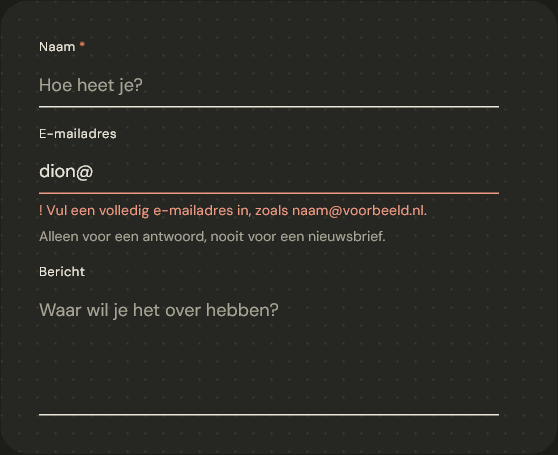 Naam *
Hoe heet je?
E-mailadres
dion@
! Vul een volledig e-mailadres in, zoals naam@voorbeeld.nl.
Alleen voor een antwoord, nooit voor een nieuwsbrief.
Bericht
Waar wil je het over hebben?